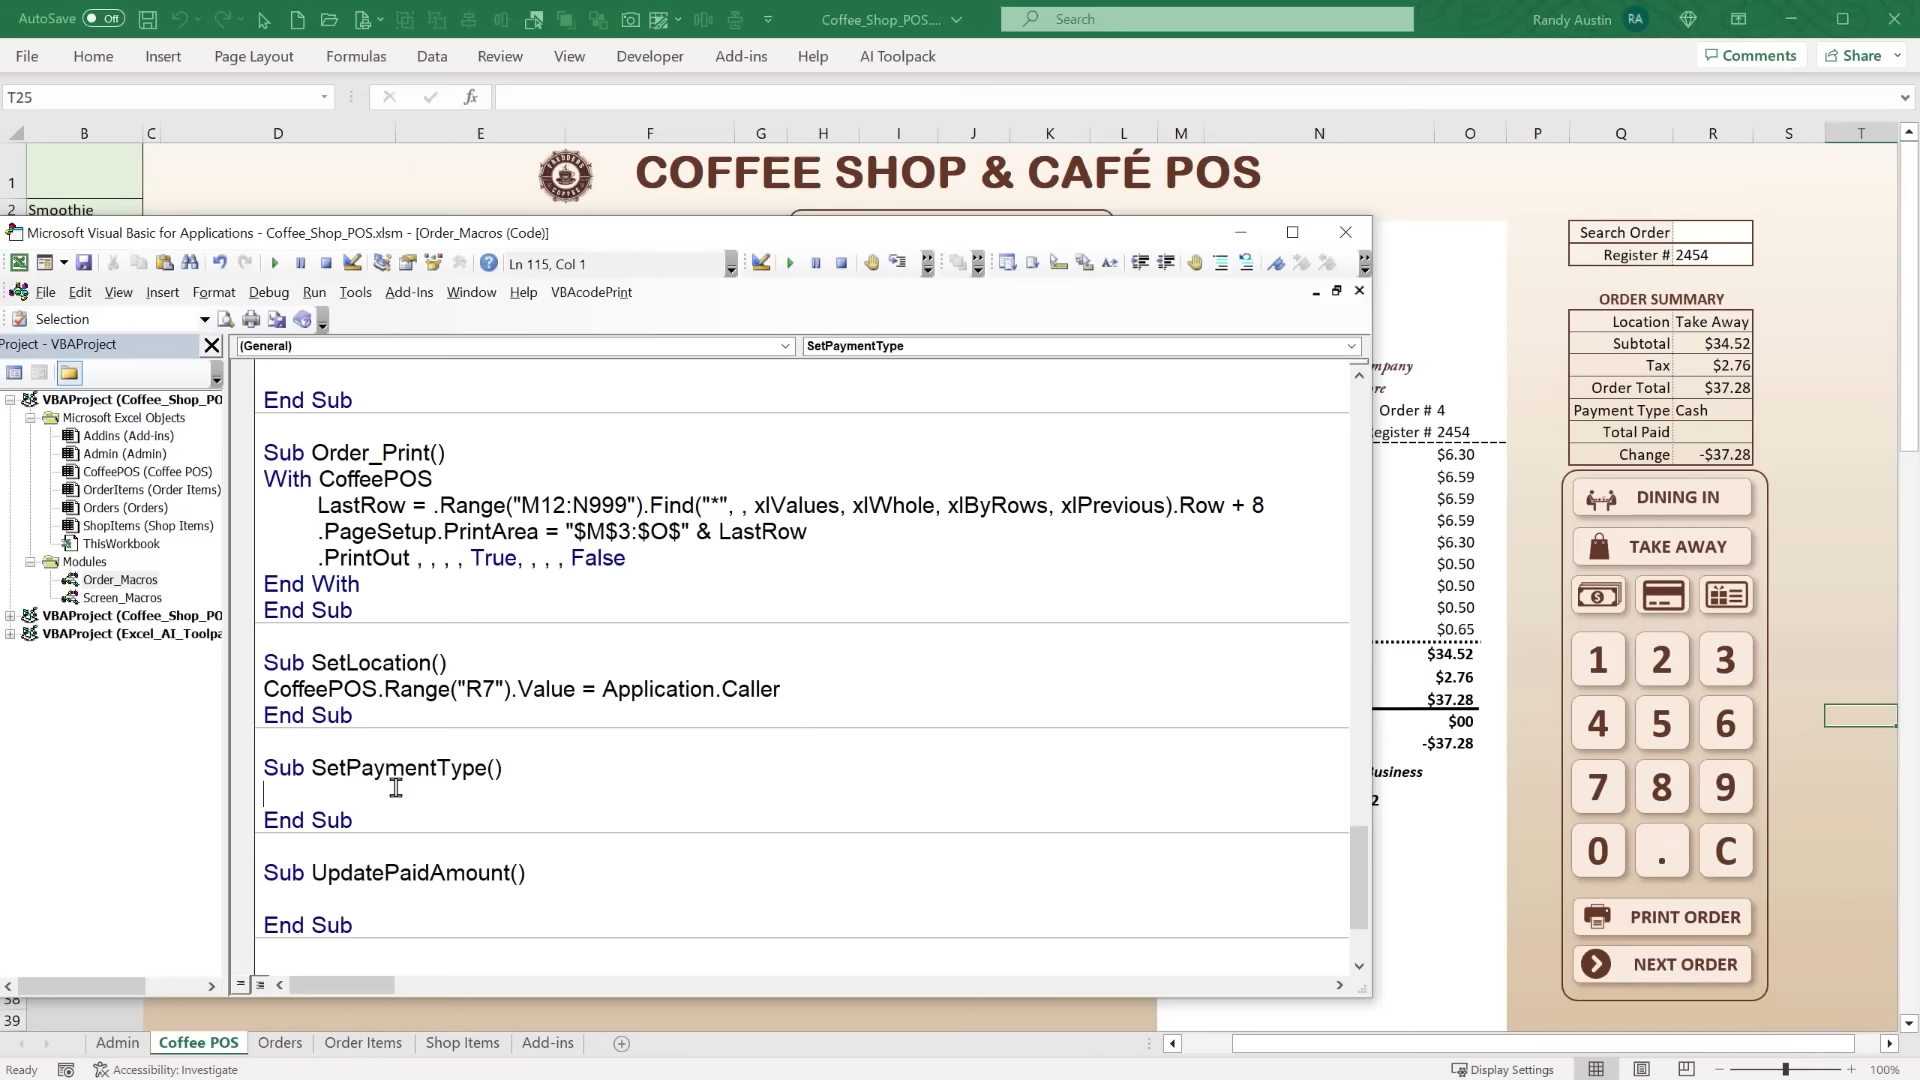 AutoSave Off
Coffee_Shop_POS....
Search
Randy Austin RA
File Home Insert Page Layout Formulas Data Review View Developer Add-ins Help AI Toolpack
Comments Share
T25
fx
B C D E F G H I J K L M N O P Q R S T
1
COFFEE SHOP & CAFÉ POS
2 Smoothie
Microsoft Visual Basic for Applications - Coffee_Shop_POS.xlsm - [Order_Macros (Code)]
Ln 115, Col 1
File Edit View Insert Format Debug Run Tools Add-Ins Window Help VBAcodePrint
Selection
Project - VBAProject
(General)
SetPaymentType
VBAProject (Coffee_Shop_PO
Microsoft Excel Objects
Addins (Add-ins)
Admin (Admin)
CoffeePOS (Coffee POS)
OrderItems (Order Items)
Orders (Orders)
ShopItems (Shop Items)
ThisWorkbook
Modules
Order_Macros
Screen_Macros
VBAProject (Coffee_Shop_PO
VBAProject (Excel_AI_Toolpa
End Sub
Sub Order_Print()
With CoffeePOS
LastRow = .Range("M12:N999").Find("*", , xlValues, xlWhole, xlByRows, xlPrevious).Row + 8
.PageSetup.PrintArea = "$M$3:$O$" & LastRow
.PrintOut , , , , True, , , , False
End With
End Sub
Sub SetLocation()
CoffeePOS.Range("R7").Value = Application.Caller
End Sub
Sub SetPaymentType()
End Sub
Sub UpdatePaidAmount()
End Sub
mpany
re
Order # 4
egister # 2454
$6.30
$6.59
$6.59
$6.59
$6.30
$0.50
$0.50
$0.50
$0.65
$34.52
$2.76
$37.28
$00
-$37.28
Business
2
Search Order
Register # 2454
ORDER SUMMARY
Location Take Away
Subtotal $34.52
Tax $2.76
Order Total $37.28
Payment Type Cash
Total Paid
Change -$37.28
DINING IN
TAKE AWAY
1 2 3
4 5 6
7 8 9
0 . C
PRINT ORDER
NEXT ORDER
38
39
Admin Coffee POS Orders Order Items Shop Items Add-ins
Ready
Accessibility: Investigate
Display Settings
100%